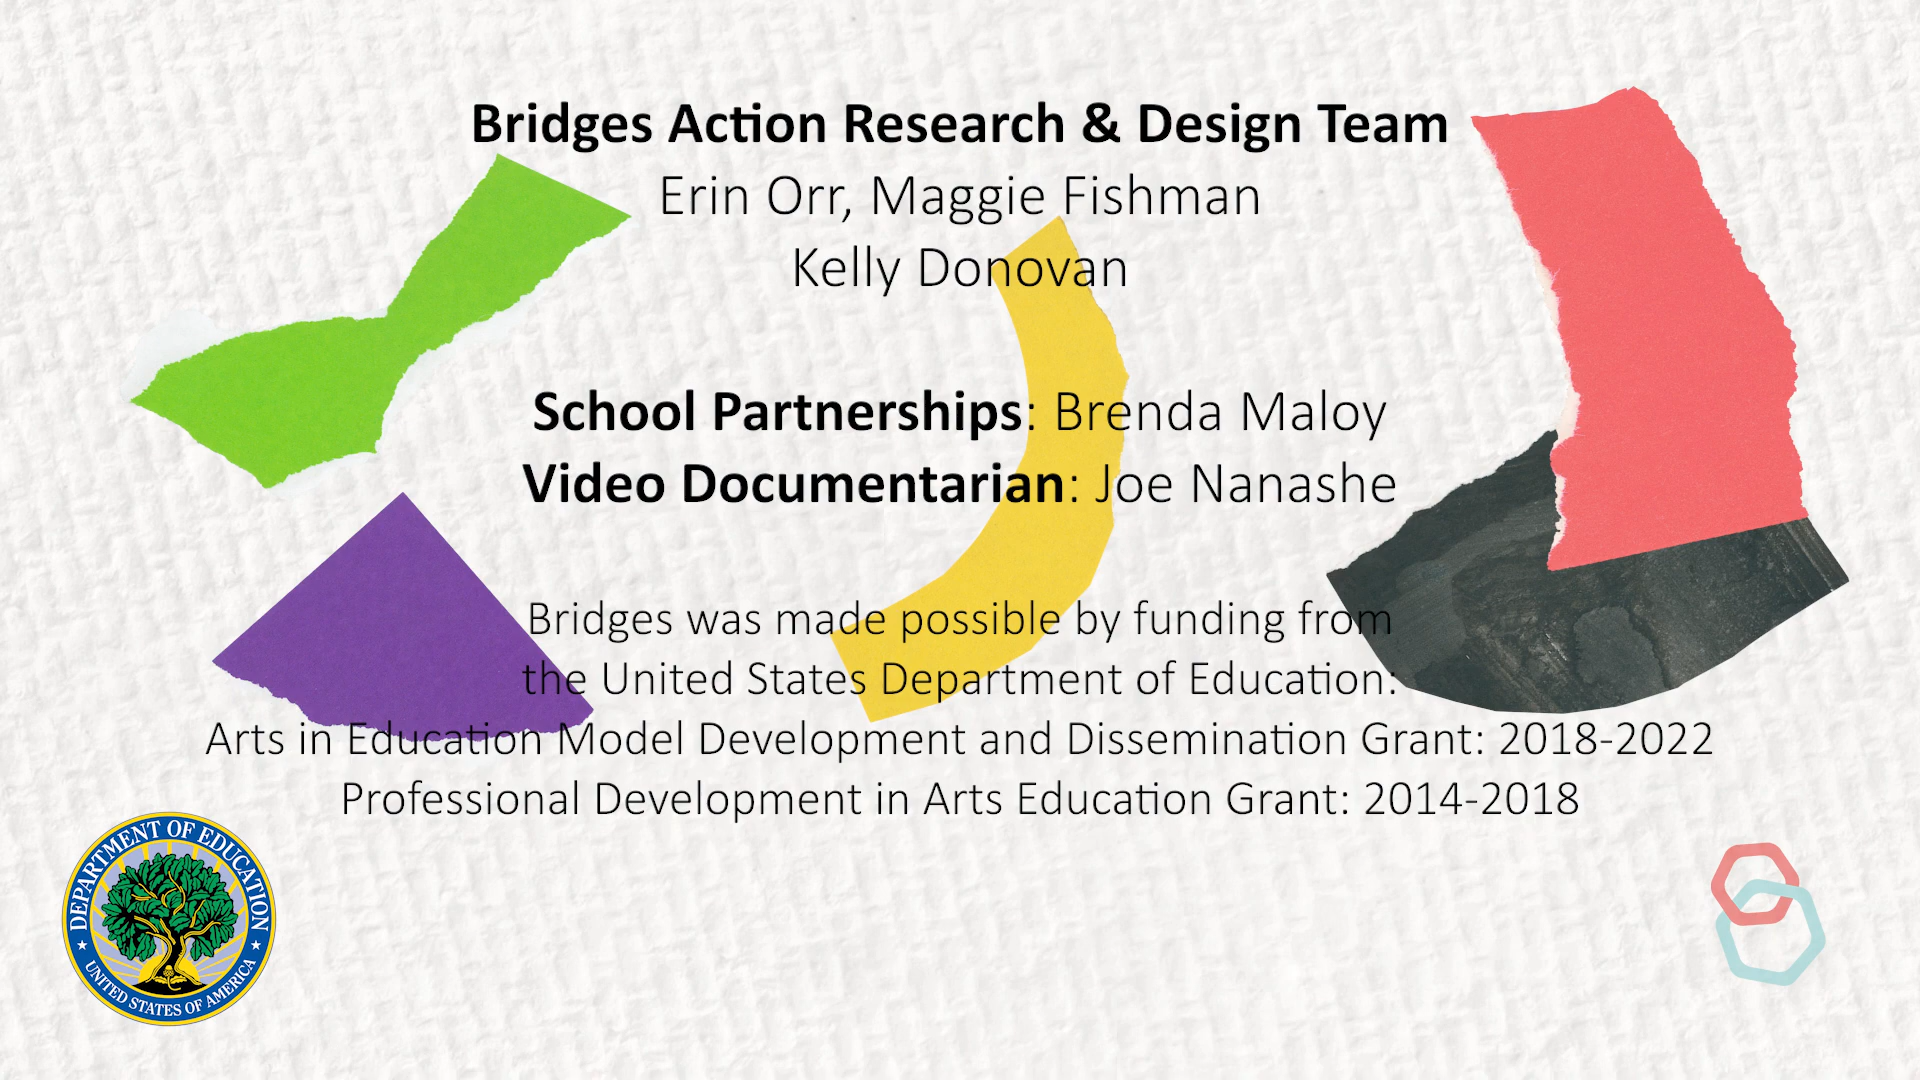 Bridges Action Research & Design Team
Erin Orr, Maggie Fishman
Kelly Donovan
School Partnerships: Brenda Maloy
Video Documentarian: Joe Nanashe
Bridges was made possible by funding from
the United States Department of Education:
Arts in Education Model Development and Dissemination Grant: 2018-2022
Professional Development in Arts Education Grant: 2014-2018
DEPARTMENT OF EDUCATION
UNITED STATES OF AMERICA